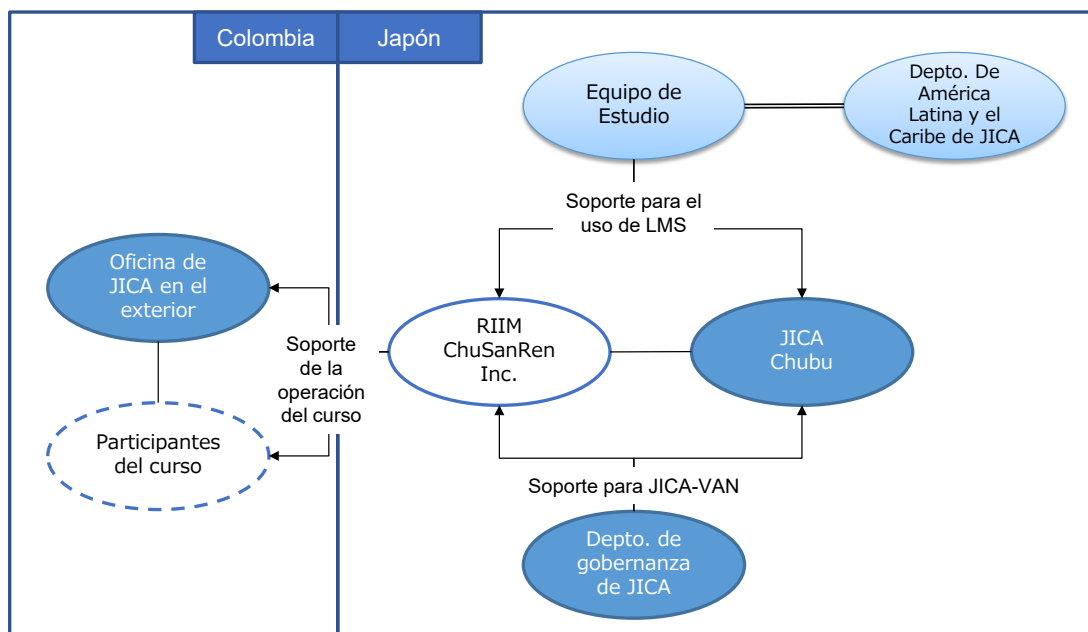 Colombia
Japón
Equipo de
Estudio
Depto. De
América
Latina y el
Caribe de JICA
Soporte para el
uso de LMS
Oficina de
JICA en el
exterior
Soporte
de la
operación
del curso
RIIM
ChuSanRen
Inc.
JICA
Chubu
Participantes
del curso
Soporte para JICA-VAN
Depto. de
gobernanza
de JICA